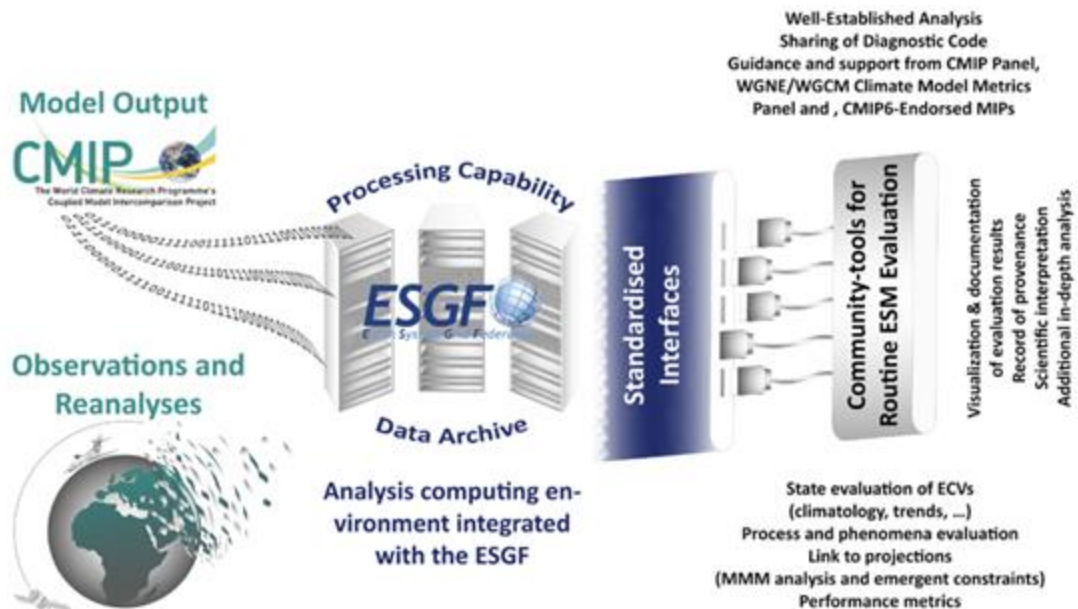 Well-Established Analysis
Sharing of Diagnostic Code
Guidance and support from CMIP Panel,
WGNE/WGCM Climate Model Metrics
Panel and , CMIP6-Endorsed MIPs
Model Output
CMIP
The World Climate Research Programme's
Coupled Model Intercomparison Project
Processing Capability
ESGF
Data Archive
Observations and
Reanalyses
Analysis computing en-
vironment integrated
with the ESGF
Standardised
Interfaces
Community-tools for
Routine ESM Evaluation
Visualization & documentation
of evaluation results
Record of provenance
Scientific interpretation
Additional in-depth analysis
State evaluation of ECVs
(climatology, trends, ...)
Process and phenomena evaluation
Link to projections
(MMM analysis and emergent constraints)
Performance metrics